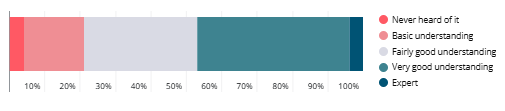 Never heard of it
Basic understanding
Fairly good understanding
Very good understanding
Expert
10% 20% 30% 40% 50% 60% 70% 80% 90% 100%